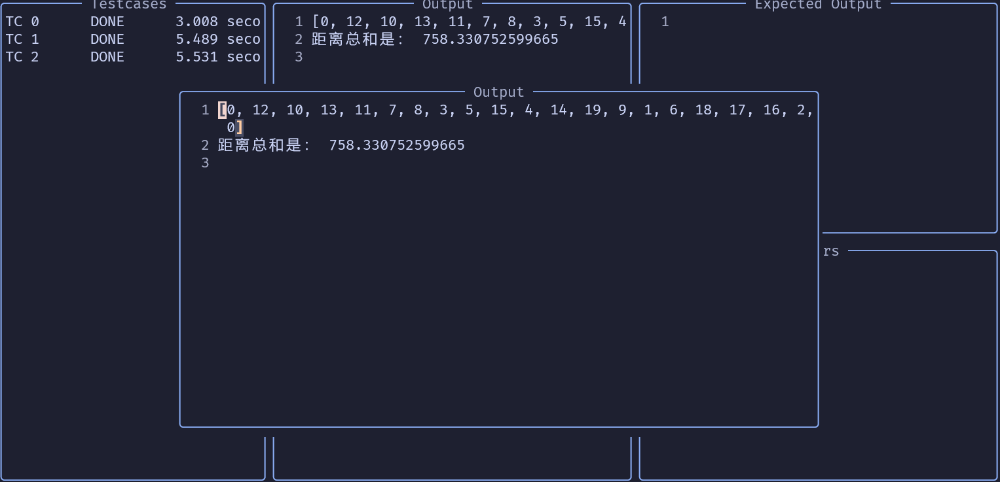 Testcases
TC 0 DONE 3.008 seco
TC 1 DONE 5.489 seco
TC 2 DONE 5.531 seco
Output
1 [0, 12, 10, 13, 11, 7, 8, 3, 5, 15, 4
2 距离总和是： 758.330752599665
3
Expected Output
1
Output
1 [0, 12, 10, 13, 11, 7, 8, 3, 5, 15, 4, 14, 19, 9, 1, 6, 18, 17, 16, 2,
0]
2 距离总和是： 758.330752599665
3
rs